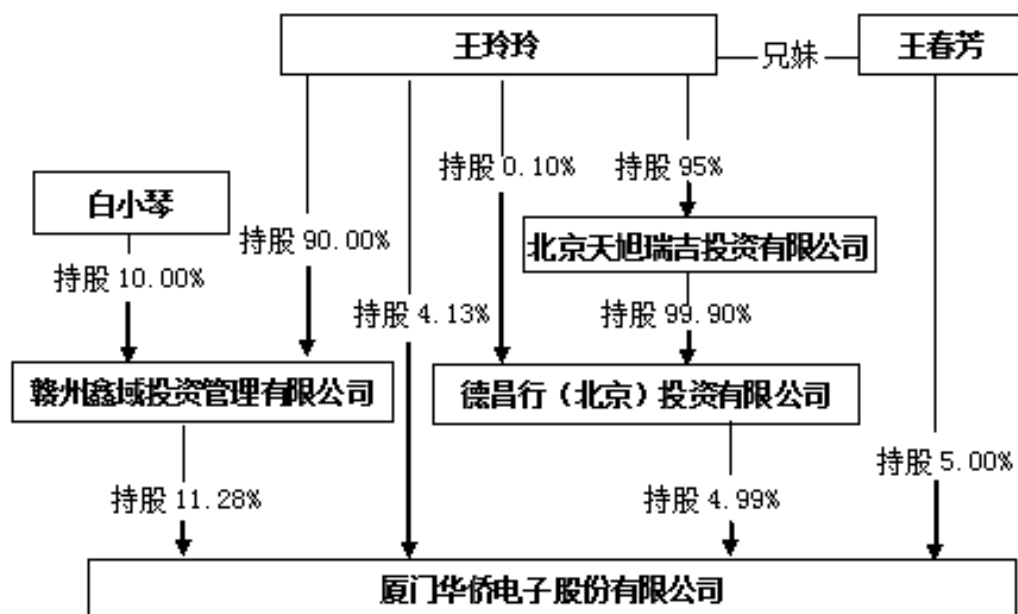 王玲玲
兄妹
王春芳
持股 0.10%
持股 95%
白小琴
持股 90.00%
北京天旭瑞吉投资有限公司
持股 10.00%
持股 4.13%
持股 99.90%
赣州鑫域投资管理有限公司
德昌行（北京）投资有限公司
持股 5.00%
持股 11.28%
持股 4.99%
厦门华侨电子股份有限公司